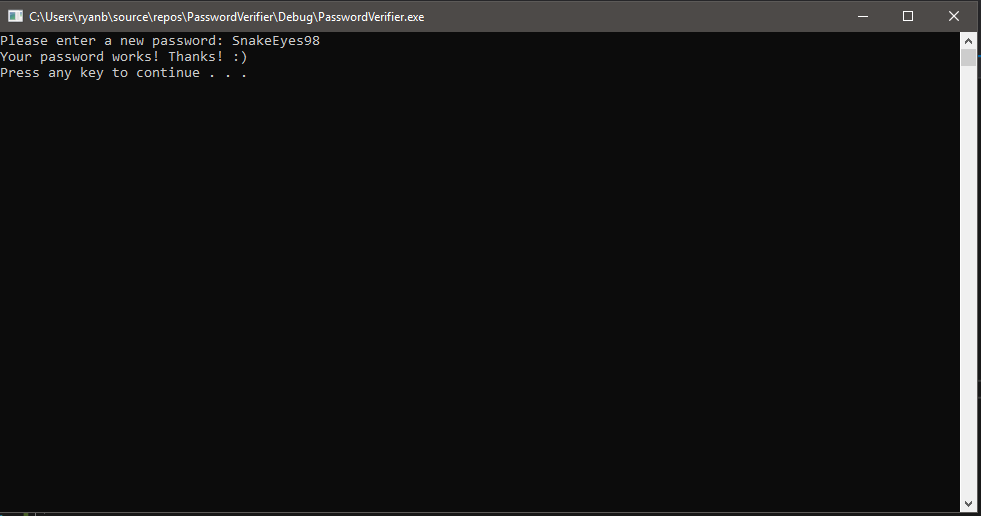 C:\Users\ryanb\source\repos\PasswordVerifier\Debug\PasswordVerifier.exe
Please enter a new password: SnakeEyes98
Your password works! Thanks! :)
Press any key to continue . . .